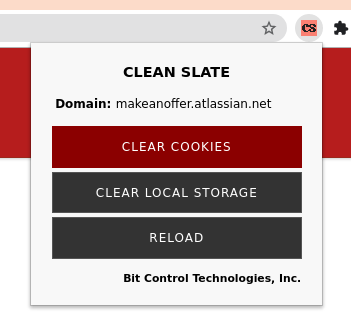 CS
CLEAN SLATE
Domain: makeanoffer.atlassian.net
CLEAR COOKIES
CLEAR LOCAL STORAGE
RELOAD
Bit Control Technologies, Inc.